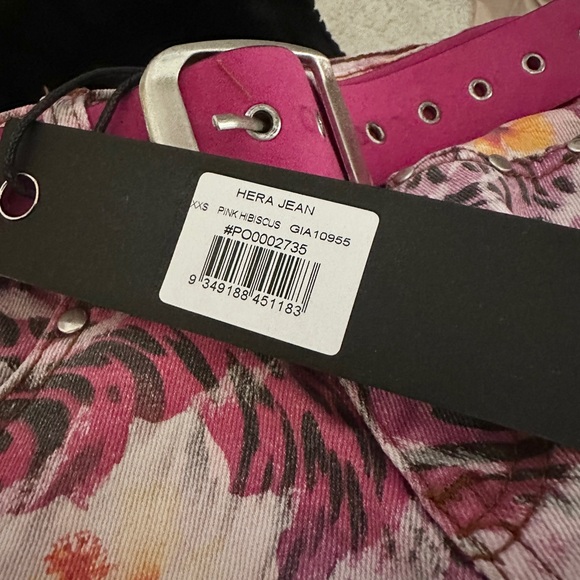 HERA JEAN
XXS PINK HIBISCUS GIA10955
#PO0002735
9 349188 451183